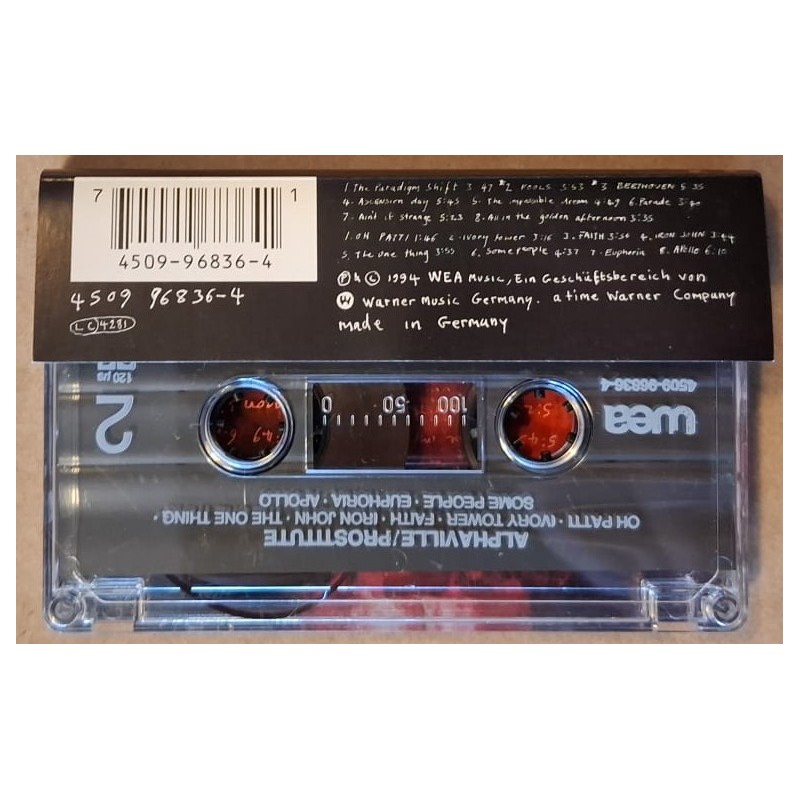 7 1
4509-96836-4
4509 96836-4
LC 4281
1. The Paradigm Shift 3:47 2 FOOLS 3:53 3 BEETHOVEN 5:35
4. Ascension day 5:45 5. The impossible dream 4:49 6. Parade 3:40
7. Ain't it strange 5:23 8. All in the golden afternoon 3:55
1. OH PATTI 1:46 2. ivory tower 3:16 3. FAITH 3:50 4. IRON JOHN 3:44
5. The one thing 3:55 6. Some people 4:37 7. Euphoria 8. Apollo 6:10
℗ & © 1994 WEA Music, Ein Geschäftsbereich von
Warner Music Germany. a time Warner Company
made in Germany
120 µs
2
0 50 100
wea
4509-96836-4
ALPHAVILLE/PROSTITUTE
OH PATTI · IVORY TOWER · FAITH · IRON JOHN · THE ONE THING ·
SOME PEOPLE · EUPHORIA · APOLLO